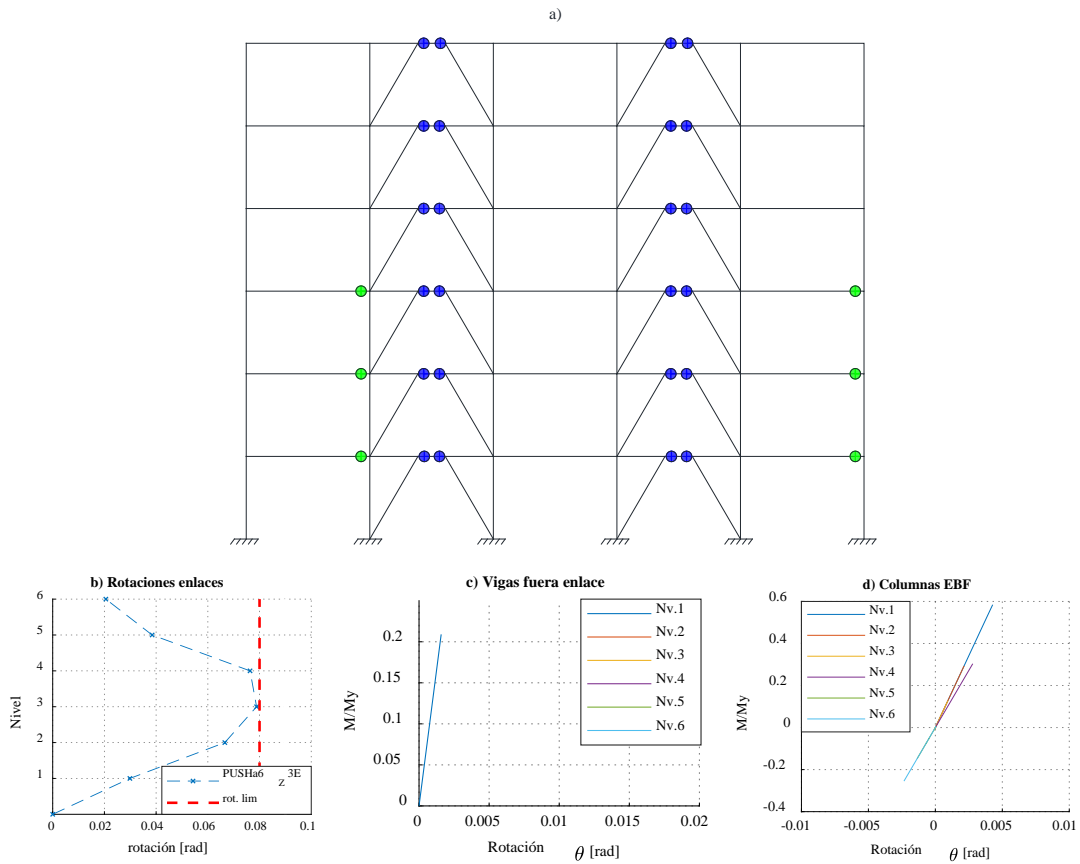 a)
b) Rotaciones enlaces
6
5
4
3
2
1
Nivel
0
0.02
0.04
0.06
0.08
0.1
rotación [rad]
PUSHa6 Z 3E
rot. lim
c) Vigas fuera enlace
0.2
0.15
0.1
0.05
0
M/My
0
0.005
0.01
0.015
0.02
Rotación θ [rad]
Nv.1
Nv.2
Nv.3
Nv.4
Nv.5
Nv.6
d) Columnas EBF
0.6
0.4
0.2
0
-0.2
-0.4
M/My
-0.01
-0.005
0
0.005
0.01
Rotación θ [rad]
Nv.1
Nv.2
Nv.3
Nv.4
Nv.5
Nv.6